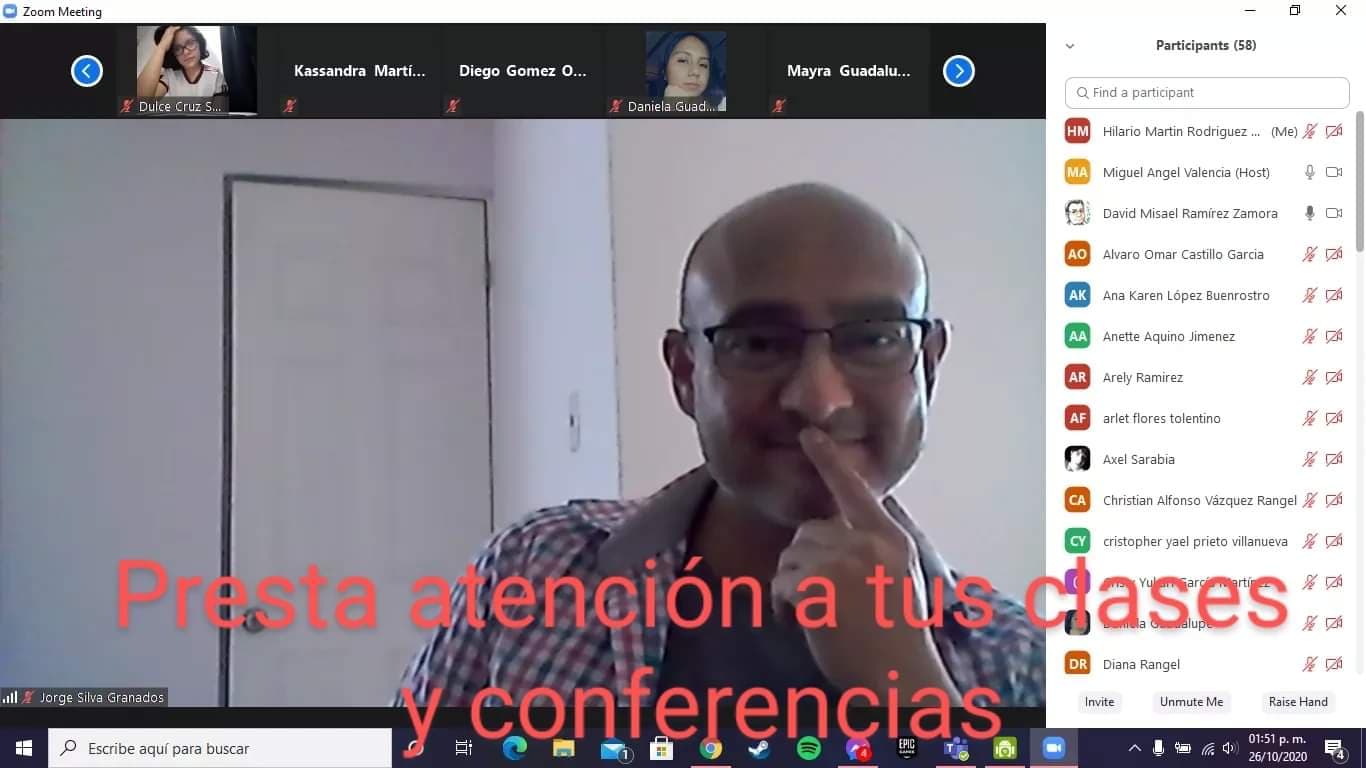 Zoom Meeting
Dulce Cruz S...
Kassandra Martí...
Diego Gomez O...
Daniela Guad...
Mayra Guadalu...
Participants (58)
Find a participant
HM Hilario Martin Rodriguez ... (Me)
MA Miguel Angel Valencia (Host)
David Misael Ramírez Zamora
AO Alvaro Omar Castillo Garcia
AK Ana Karen López Buenrostro
AA Anette Aquino Jimenez
AR Arely Ramirez
AF arlet flores tolentino
Axel Sarabia
CA Christian Alfonso Vázquez Rangel
CY cristopher yael prieto villanueva
García Martínez
Daniela Guadalupe
DR Diana Rangel
Presta atención a tus clases
y conferencias
Jorge Silva Granados
Invite Unmute Me Raise Hand
Escribe aquí para buscar
1
4
EPIC
GAMES
01:51 p. m.
26/10/2020
4